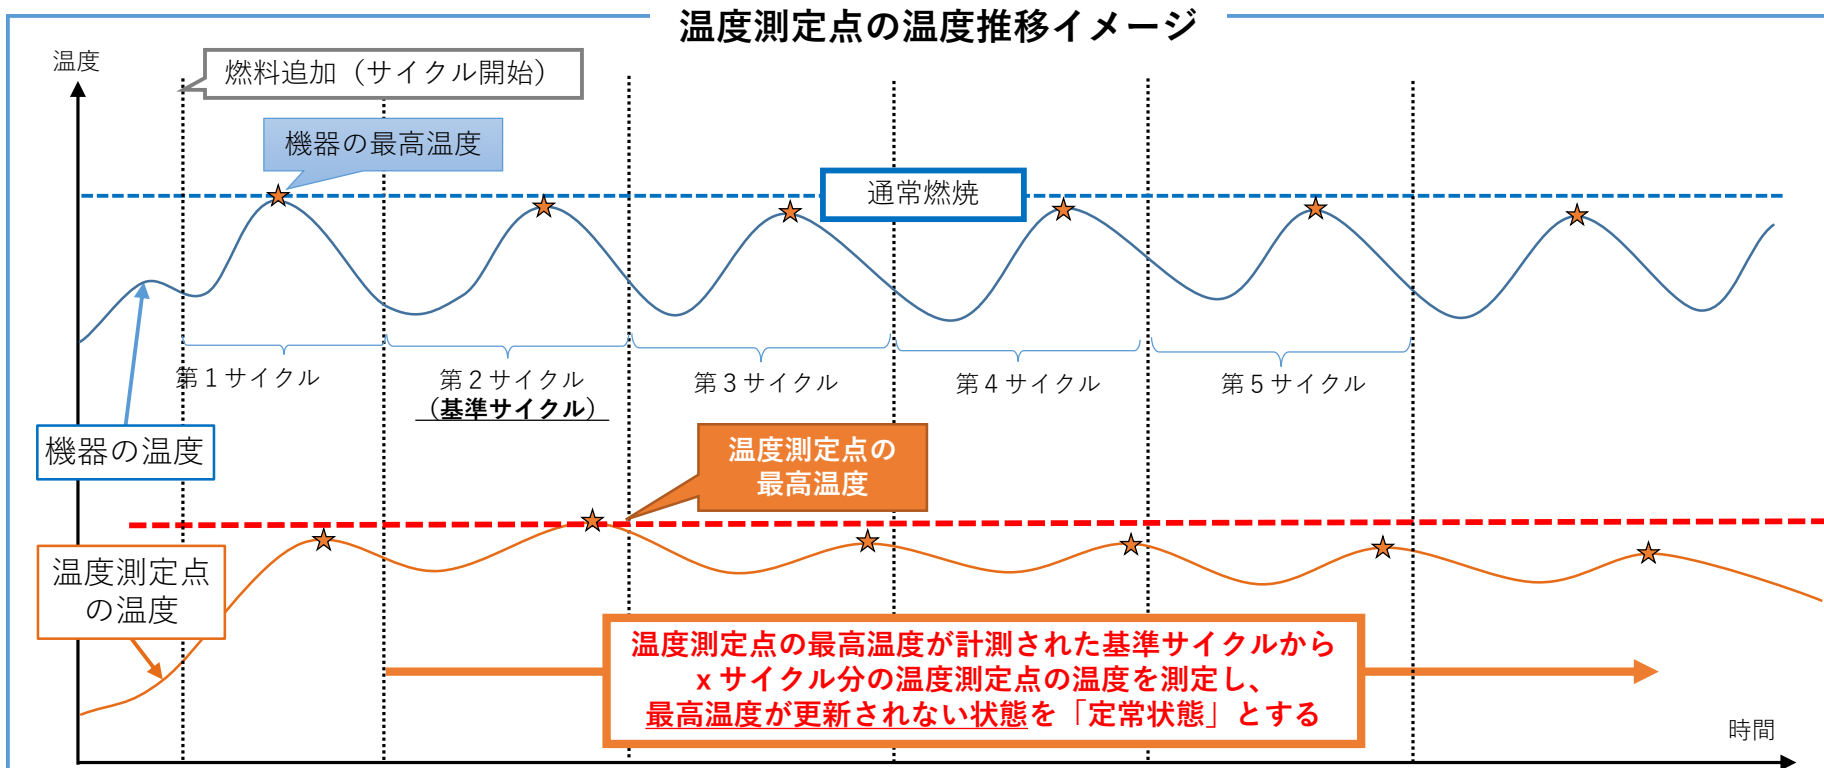 温度測定点の温度推移イメージ
温度
燃料追加（サイクル開始）
機器の最高温度
通常燃焼
第１サイクル
第２サイクル
（基準サイクル）
第３サイクル
第４サイクル
第５サイクル
機器の温度
温度測定点の
最高温度
温度測定点
の温度
温度測定点の最高温度が計測された基準サイクルから
x サイクル分の温度測定点の温度を測定し、
最高温度が更新されない状態を「定常状態」とする
時間